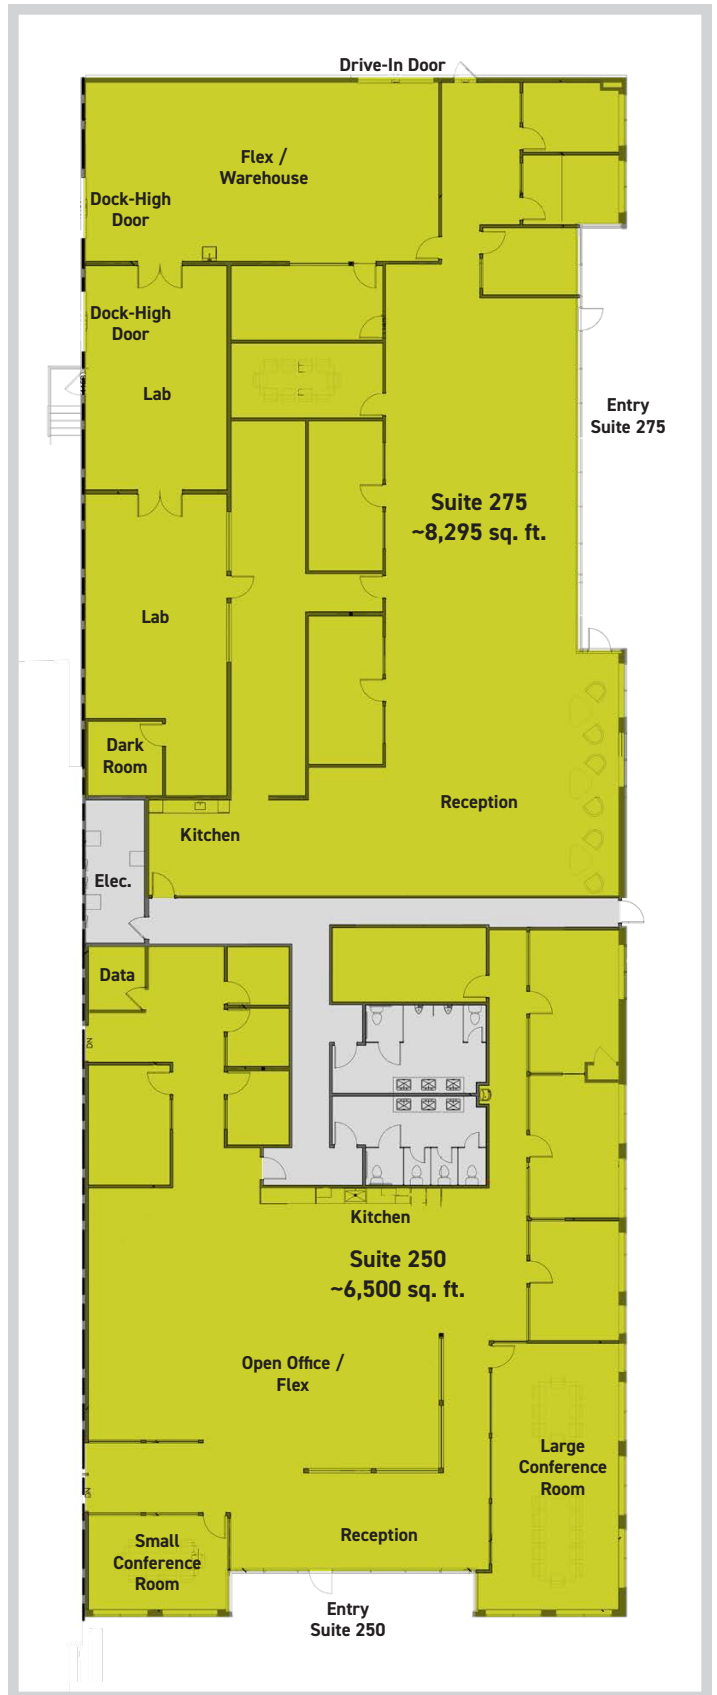 Drive-In Door
Flex /
Warehouse
Dock-High
Door
Dock-High
Door
Lab
Entry
Suite 275
Suite 275
~8,295 sq. ft.
Lab
Dark
Room
Reception
Kitchen
Elec.
Data
DN
Kitchen
Suite 250
~6,500 sq. ft.
Open Office /
Flex
Large
Conference
Room
DN
Reception
Small
Conference
Room
Entry
Suite 250